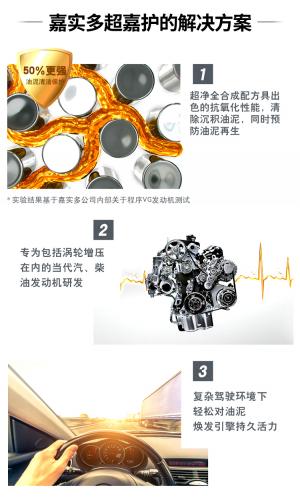 嘉实多超嘉护的解决方案
50%更强
油泥清洁保护
1
超净全合成配方具出
色的抗氧化性能，清
除沉积油泥，同时预
防油泥再生
*实验结果基于嘉实多公司内部关于程序VG发动机测试
2
专为包括涡轮增压
在内的当代汽、柴
油发动机研发
3
复杂驾驶环境下
轻松对油泥
焕发引擎持久活力